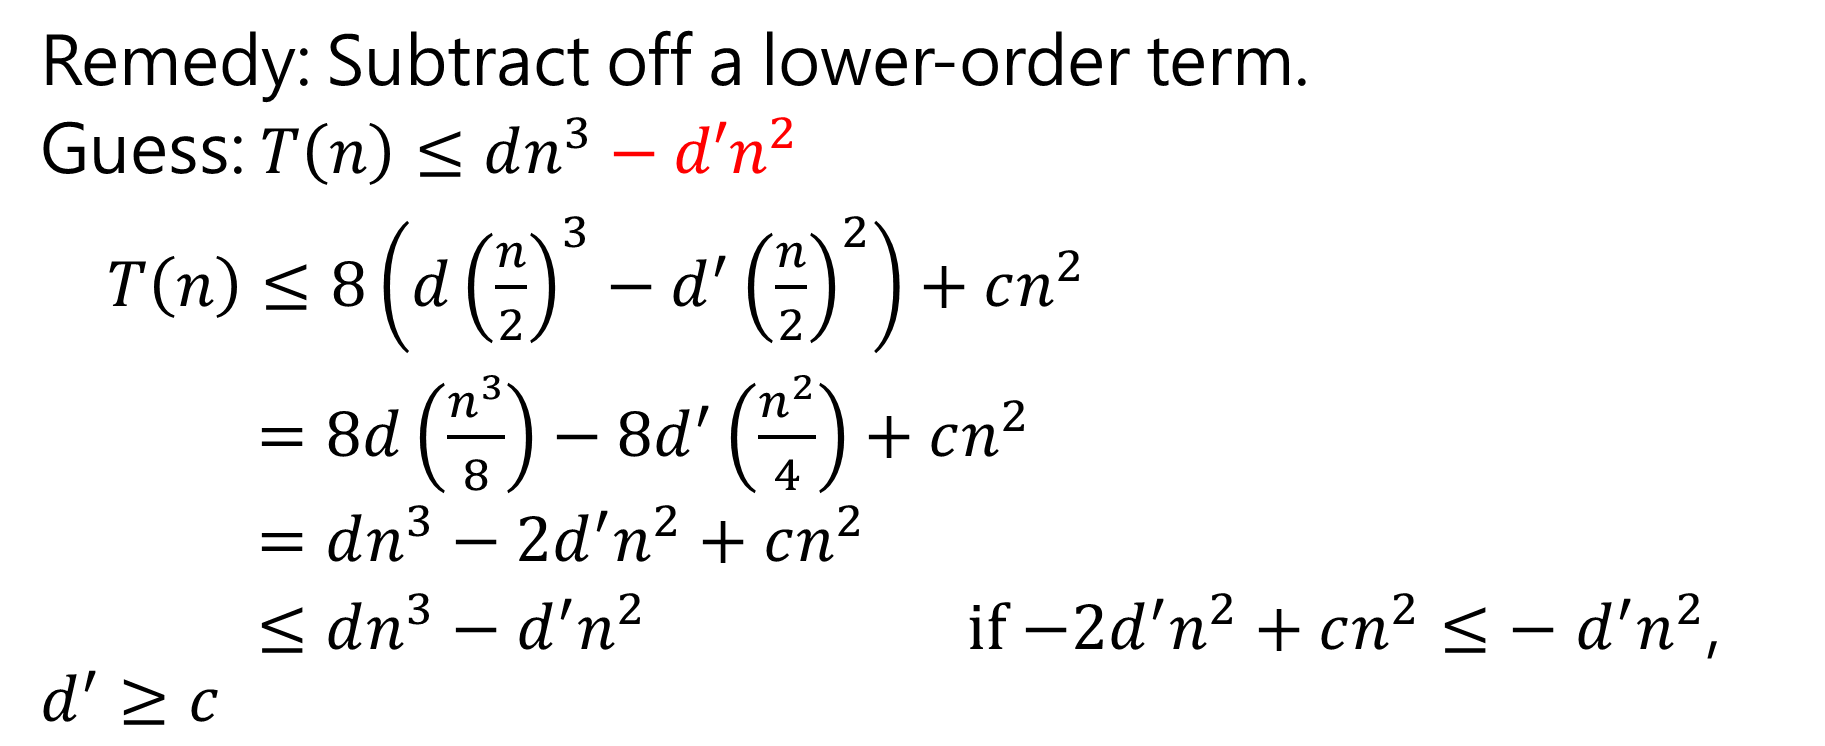 Remedy: Subtract off a lower-order term.
Guess: T(n) ≤ dn³ − d′n²
T(n) ≤ 8(d(n/2)³ − d′(n/2)²) + cn²
= 8d(n³/8) − 8d′(n²/4) + cn²
= dn³ − 2d′n² + cn²
≤ dn³ − d′n² if −2d′n² + cn² ≤ − d′n²,
d′ ≥ c